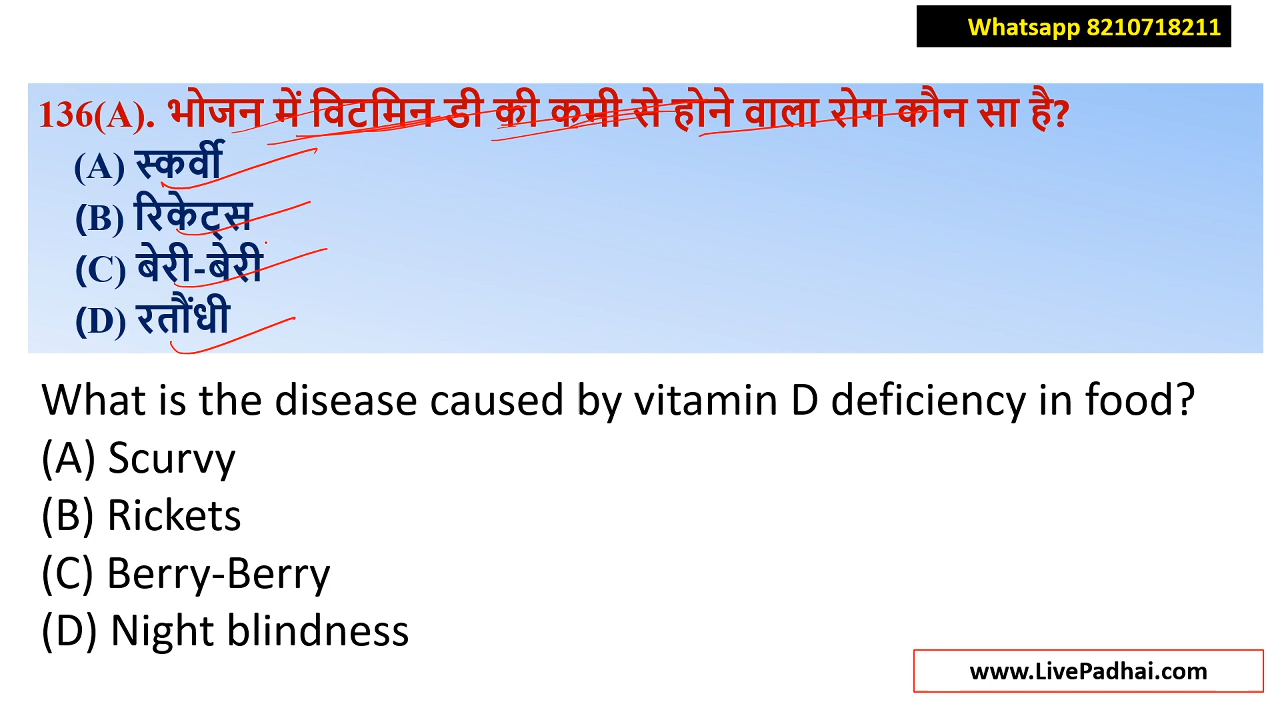 Whatsapp 8210718211
136(A). भोजन में विटामिन डी की कमी से होने वाला रोग कौन सा है?
(A) स्कर्वी
(B) रिकेट्स
(C) बेरी-बेरी
(D) रतौंधी
What is the disease caused by vitamin D deficiency in food?
(A) Scurvy
(B) Rickets
(C) Berry-Berry
(D) Night blindness
www.LivePadhai.com